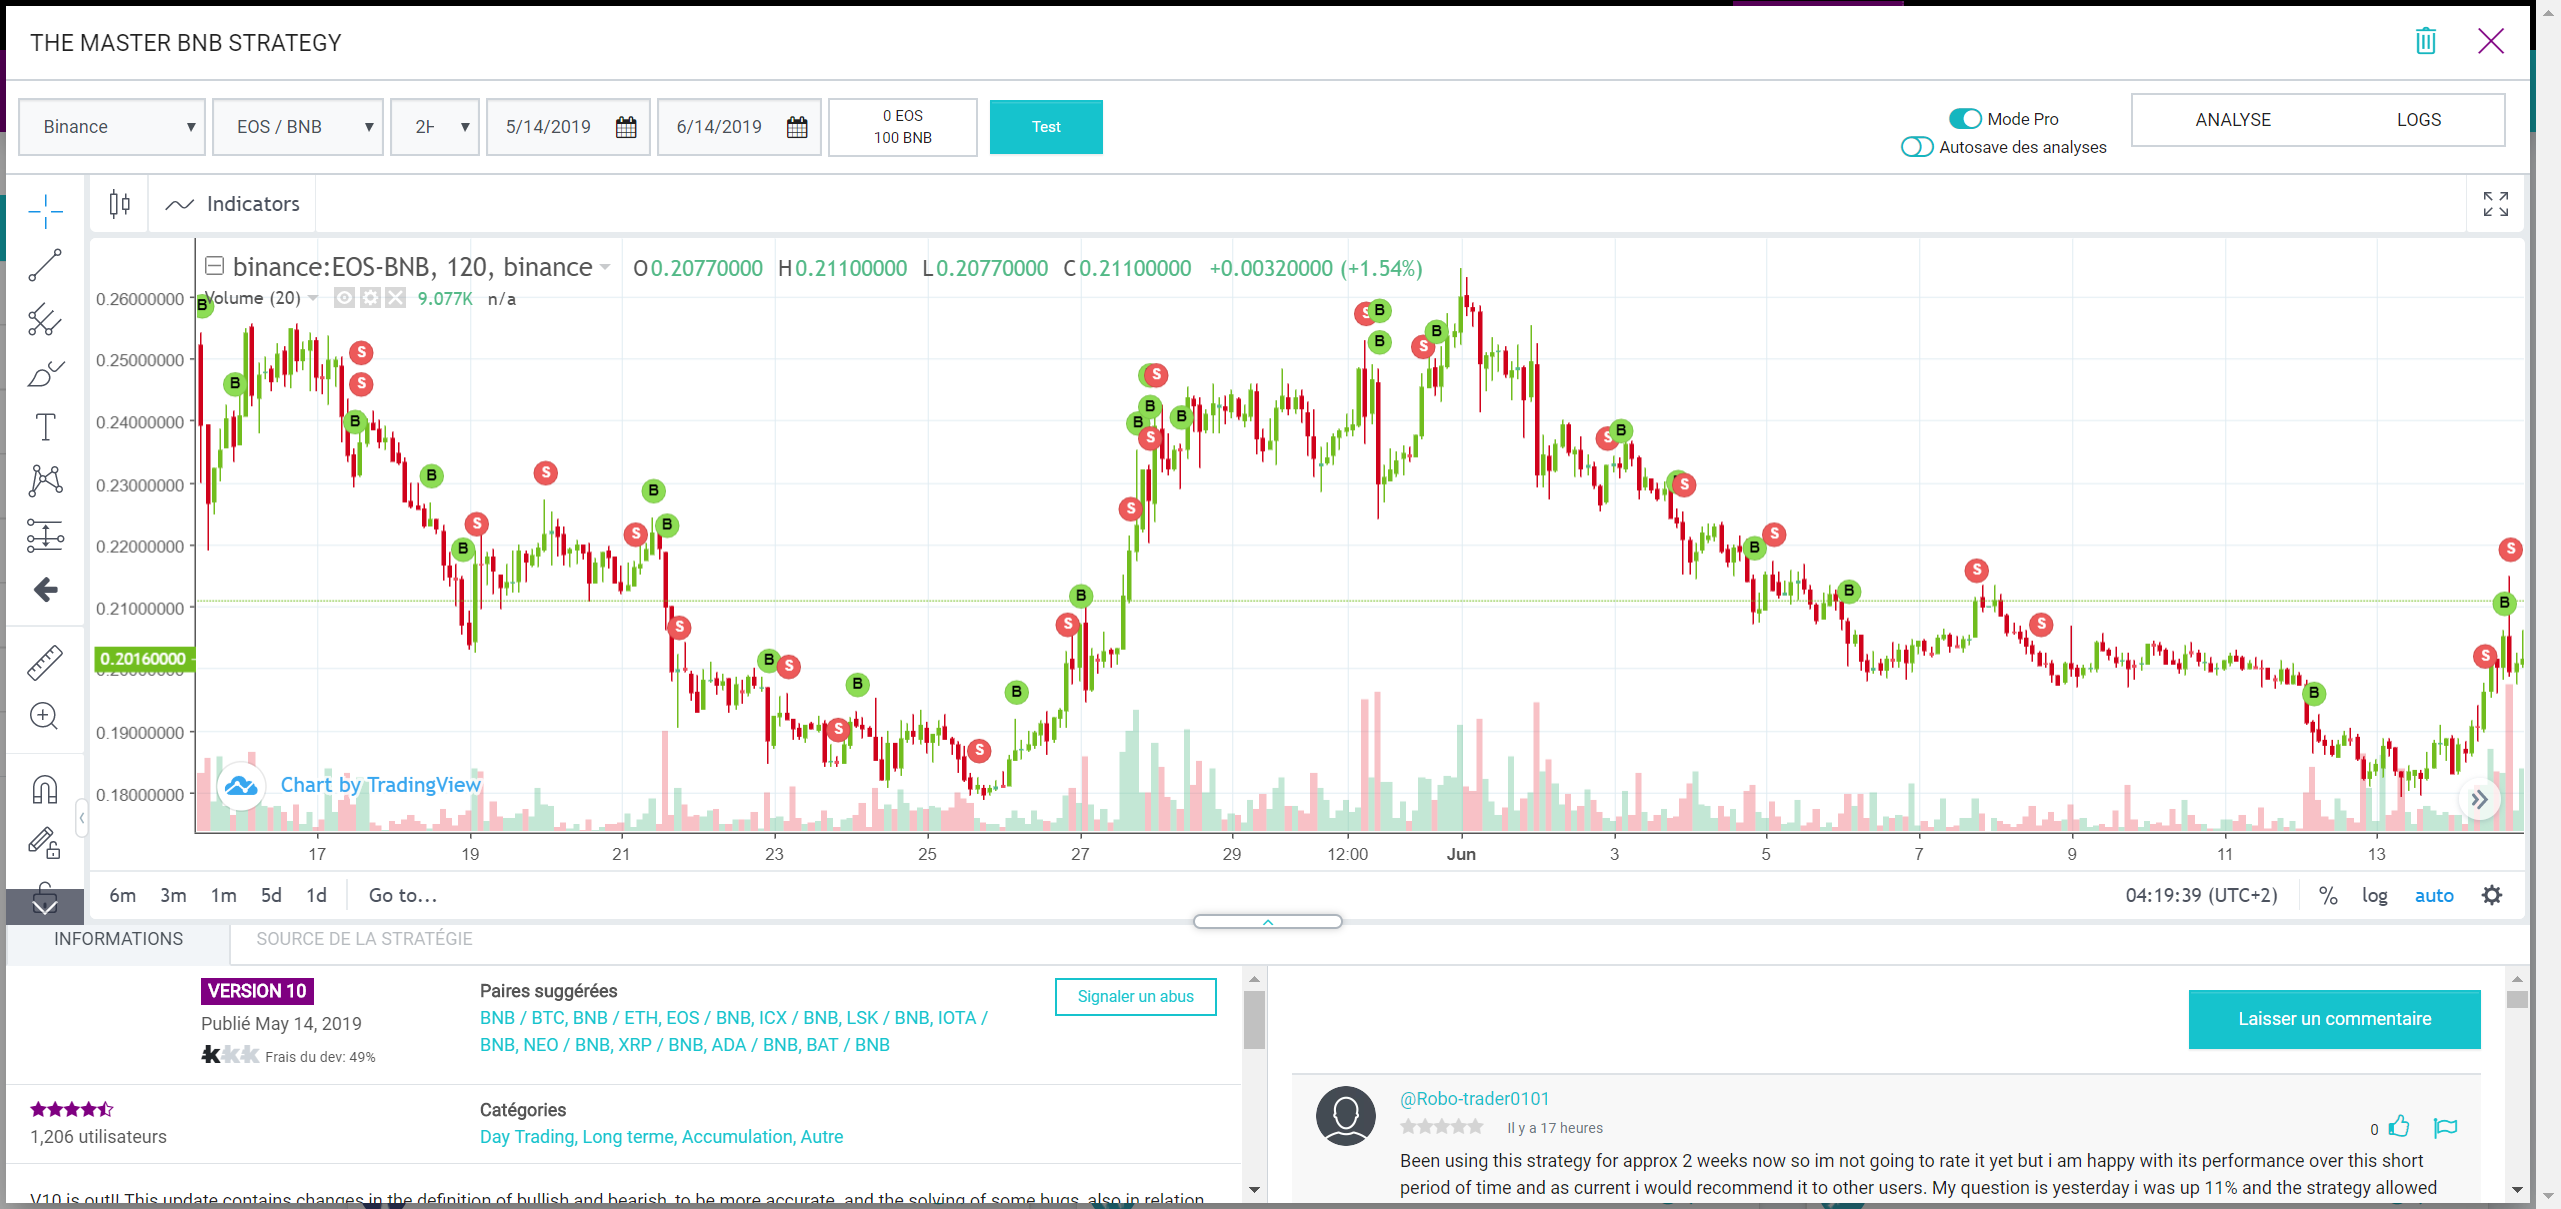 THE MASTER BNB STRATEGY
Binance
EOS / BNB
5/14/2019
6/14/2019
0 EOS
100 BNB
Test
Mode Pro
Autosave des analyses
ANALYSE
LOGS
Indicators
binance:EOS-BNB, 120, binance
O0.20770000 H0.21100000 L0.20770000 C0.21100000 +0.00320000 (+1.54%)
Volume (20) 9.077K n/a
0.26000000
0.25000000
0.24000000
0.23000000
0.22000000
0.21000000
0.20160000
0.20000000
0.19000000
0.18000000
Chart by TradingView
17 19 21 23 25 27 29 12:00 Jun 3 5 7 9 11 13
6m 3m 1m 5d 1d Go to...
04:19:39 (UTC+2) % log auto
INFORMATIONS
SOURCE DE LA STRATÉGIE
VERSION 10
Publié May 14, 2019
Frais du dev: 49%
Paires suggérées
BNB / BTC, BNB / ETH, EOS / BNB, ICX / BNB, LSK / BNB, IOTA /
BNB, NEO / BNB, XRP / BNB, ADA / BNB, BAT / BNB
Signaler un abus
1,206 utilisateurs
Catégories
Day Trading, Long terme, Accumulation, Autre
V10 is out!! This update contains changes in the definition of bullish and bearish, to be more accurate, and the solving of some bugs, also in relation
Laisser un commentaire
@Robo-trader0101
Il y a 17 heures
0
Been using this strategy for approx 2 weeks now so im not going to rate it yet but i am happy with its performance over this short
period of time and as current i would recommend it to other users. My question is yesterday i was up 11% and the strategy allowed